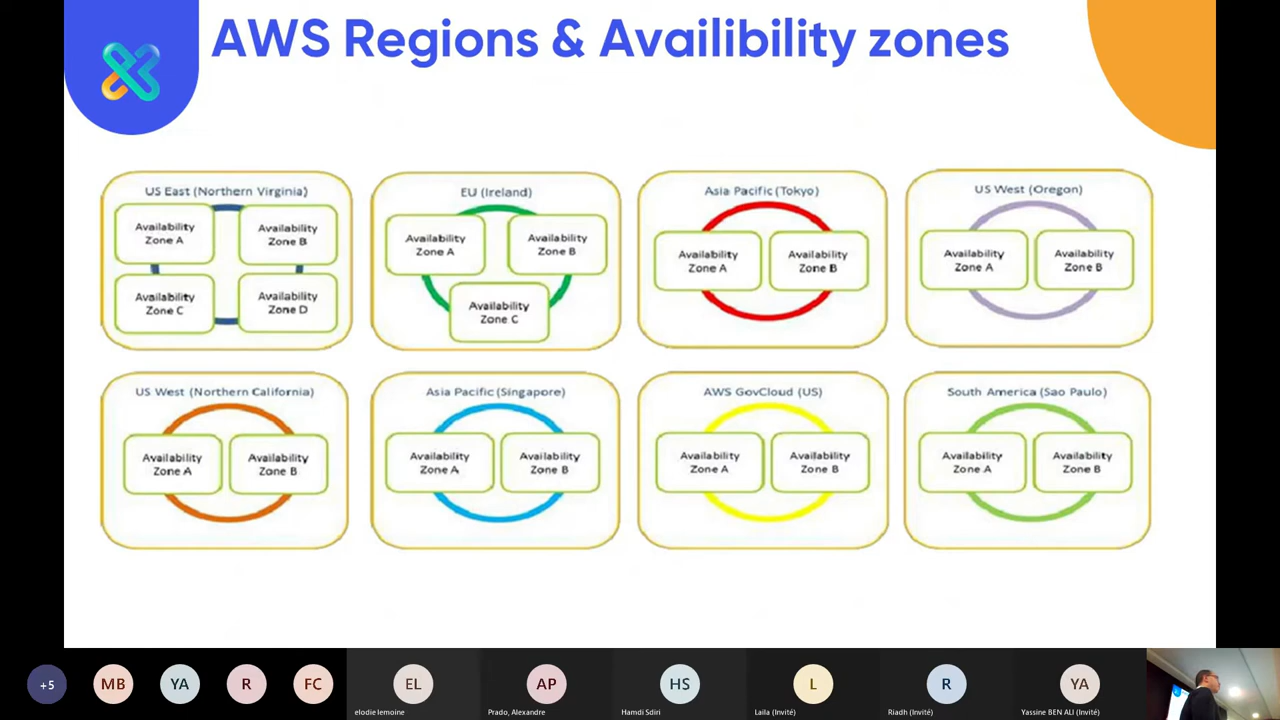 AWS Regions & Availibility zones
US East (Northern Virginia)
Availability
Zone A
Availability
Zone B
Availability
Zone C
Availability
Zone D
EU (Ireland)
Availability
Zone A
Availability
Zone B
Availability
Zone C
Asia Pacific (Tokyo)
Availability
Zone A
Availability
Zone B
US West (Oregon)
Availability
Zone A
Availability
Zone B
US West (Northern California)
Availability
Zone A
Availability
Zone B
Asia Pacific (Singapore)
Availability
Zone A
Availability
Zone B
AWS GovCloud (US)
Availability
Zone A
Availability
Zone B
South America (Sao Paulo)
Availability
Zone A
Availability
Zone B
+5
MB
YA
R
FC
EL
elodie lemoine
AP
Prado, Alexandre
HS
Hamdi Sdiri
L
Laila (Invité)
R
Riadh (Invité)
YA
Yassine BEN ALI (Invité)